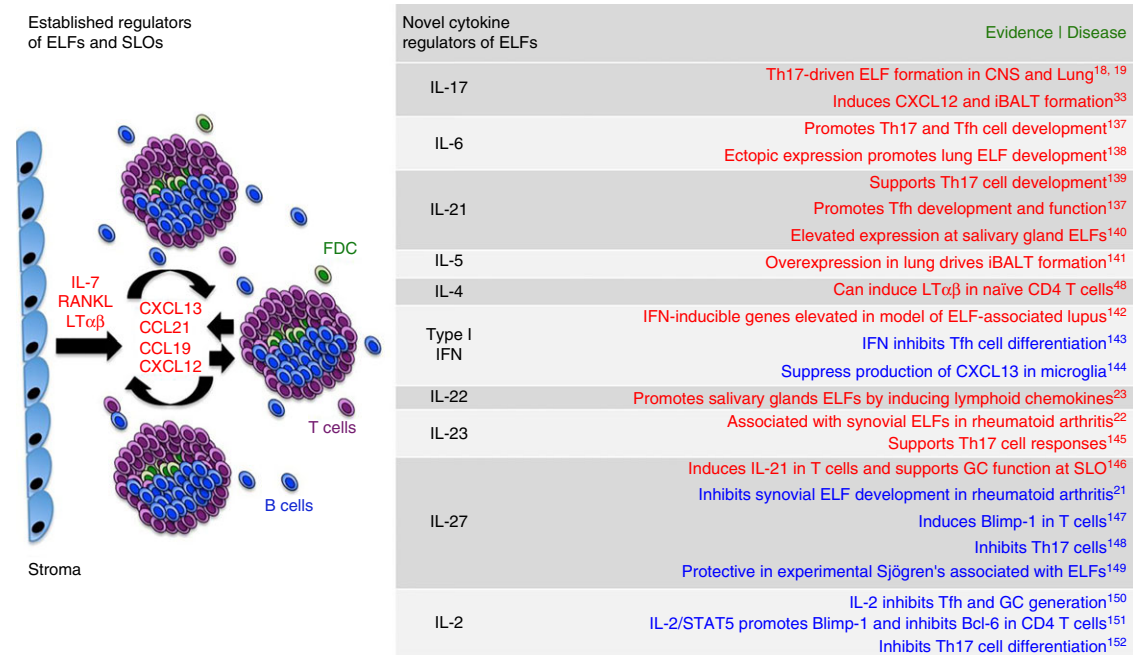 Established regulators
of ELFs and SLOs
FDC
IL-7
RANKL
LTαβ
CXCL13
CCL21
CCL19
CXCL12
T cells
B cells
Stroma
Novel cytokine
regulators of ELFs
Evidence | Disease
IL-17
Th17-driven ELF formation in CNS and Lung18, 19
Induces CXCL12 and iBALT formation33
IL-6
Promotes Th17 and Tfh cell development137
Ectopic expression promotes lung ELF development138
IL-21
Supports Th17 cell development139
Promotes Tfh development and function137
Elevated expression at salivary gland ELFs140
IL-5
Overexpression in lung drives iBALT formation141
IL-4
Can induce LTαβ in naïve CD4 T cells48
Type I
IFN
IFN-inducible genes elevated in model of ELF-associated lupus142
IFN inhibits Tfh cell differentiation143
Suppress production of CXCL13 in microglia144
IL-22
Promotes salivary glands ELFs by inducing lymphoid chemokines23
IL-23
Associated with synovial ELFs in rheumatoid arthritis22
Supports Th17 cell responses145
IL-27
Induces IL-21 in T cells and supports GC function at SLO146
Inhibits synovial ELF development in rheumatoid arthritis21
Induces Blimp-1 in T cells147
Inhibits Th17 cells148
Protective in experimental Sjögren's associated with ELFs149
IL-2
IL-2 inhibits Tfh and GC generation150
IL-2/STAT5 promotes Blimp-1 and inhibits Bcl-6 in CD4 T cells151
Inhibits Th17 cell differentiation152